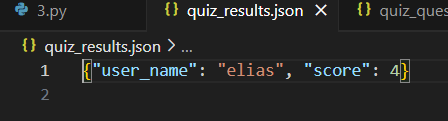 3.py {} quiz_results.json {} quiz_ques
{} quiz_results.json > ...
1 {"user_name": "elias", "score": 4}
2